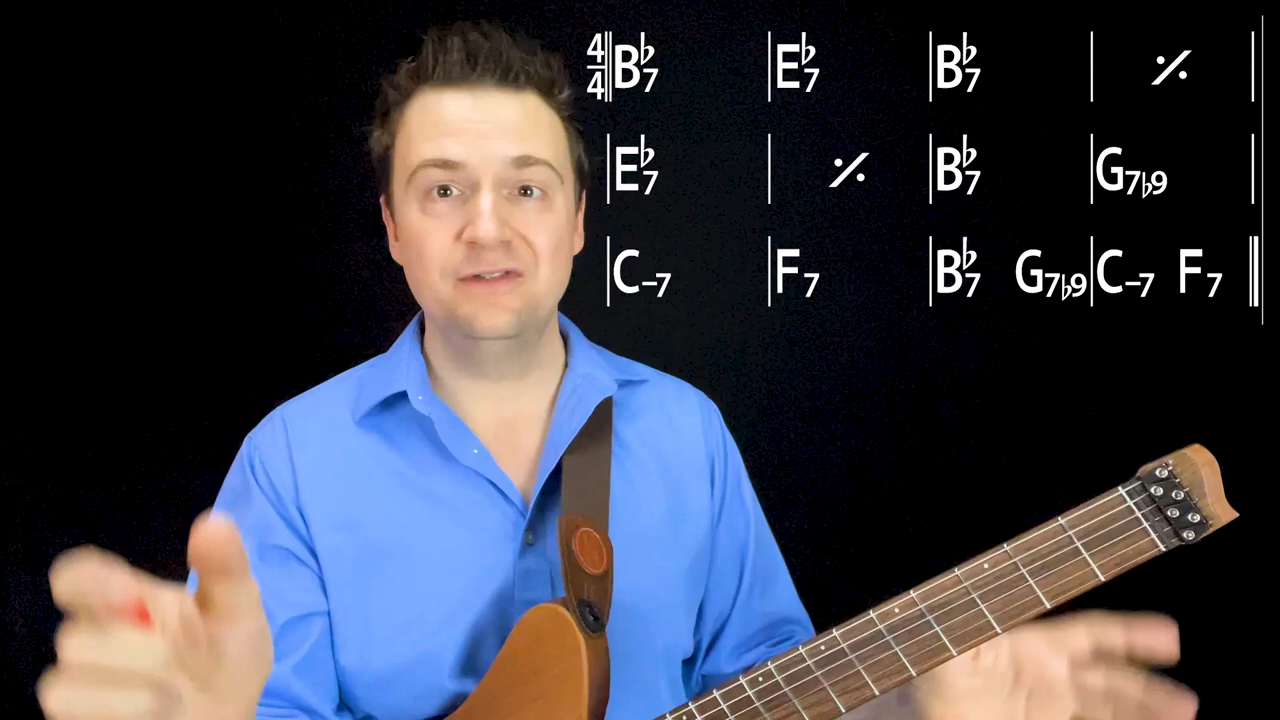 4/4 B♭7 | E♭7 | B♭7 | 𝄎 |
| E♭7 | 𝄎 | B♭7 | G7♭9 |
| C–7 | F7 | B♭7 G7♭9 | C–7 F7 ‖